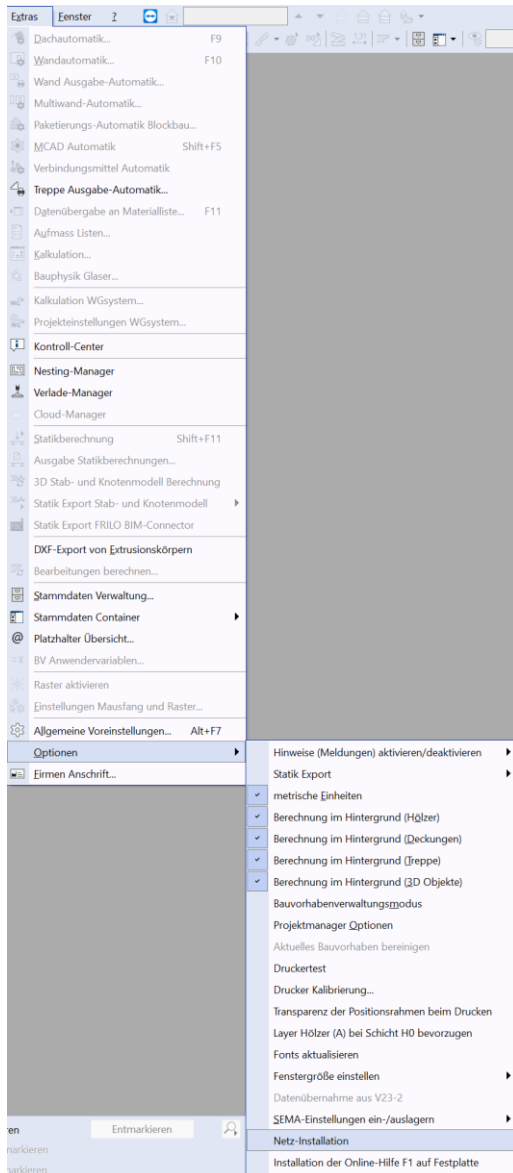 Extras Fenster ?
Dachautomatik... F9
Wandautomatik... F10
Wand Ausgabe-Automatik...
Multiwand-Automatik...
Paketierungs-Automatik Blockbau...
MCAD Automatik Shift+F5
Verbindungsmittel Automatik
Treppe Ausgabe-Automatik...
Datenübergabe an Materialliste... F11
Aufmass Listen...
Kalkulation...
Bauphysik Glaser...
Kalkulation WGsystem...
Projekteinstellungen WGsystem...
Kontroll-Center
Nesting-Manager
Verlade-Manager
Cloud-Manager
Statikberechnung Shift+F11
Ausgabe Statikberechnungen...
3D Stab- und Knotenmodell Berechnung
Statik Export Stab- und Knotenmodell
Statik Export FRILO BIM-Connector
DXF-Export von Extrusionskörpern
Bearbeitungen berechnen...
Stammdaten Verwaltung...
Stammdaten Container
@ Platzhalter Übersicht...
=X BV Anwendervariablen...
Raster aktivieren
Einstellungen Mausfang und Raster...
Allgemeine Voreinstellungen... Alt+F7
Optionen
Firmen Anschrift...
Hinweise (Meldungen) aktivieren/deaktivieren
Statik Export
metrische Einheiten
Berechnung im Hintergrund (Hölzer)
Berechnung im Hintergrund (Deckungen)
Berechnung im Hintergrund (Treppe)
Berechnung im Hintergrund (3D Objekte)
Bauvorhabenverwaltungsmodus
Projektmanager Optionen
Aktuelles Bauvorhaben bereinigen
Druckertest
Drucker Kalibrierung...
Transparenz der Positionsrahmen beim Drucken
Layer Hölzer (A) bei Schicht H0 bevorzugen
Fonts aktualisieren
Fenstergröße einstellen
Datenübernahme aus V23-2
SEMA-Einstellungen ein-/auslagern
Netz-Installation
Installation der Online-Hilfe F1 auf Festplatte
ren Entmarkieren
markieren
markieren